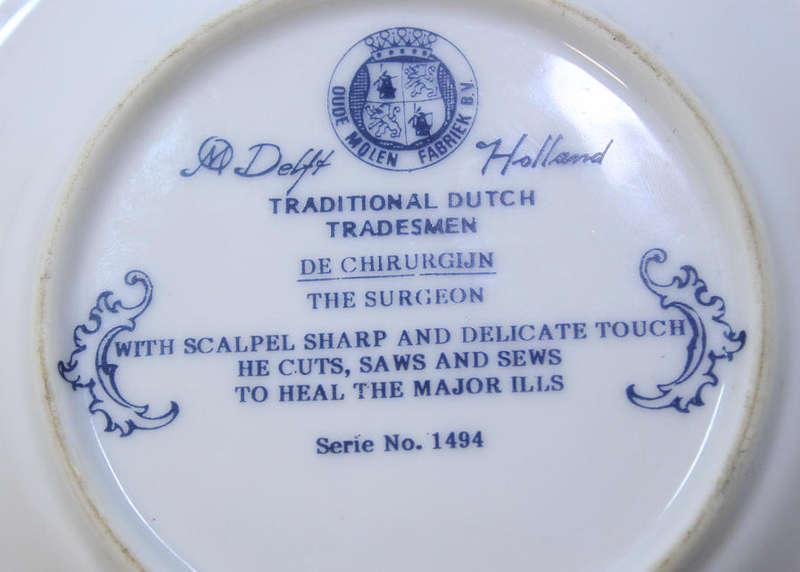 OUDE MOLEN FABRIEK B.V.
Delft Holland
TRADITIONAL DUTCH
TRADESMEN
DE CHIRURGIJN
THE SURGEON
WITH SCALPEL SHARP AND DELICATE TOUCH
HE CUTS, SAWS AND SEWS
TO HEAL THE MAJOR ILLS
Serie No. 1494